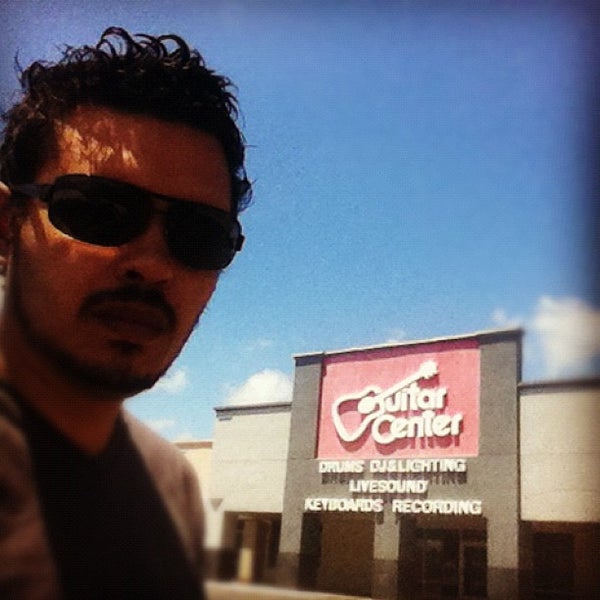 Guitar
Center
DRUMS DJ&LIGHTING
LIVESOUND
KEYBOARDS RECORDING